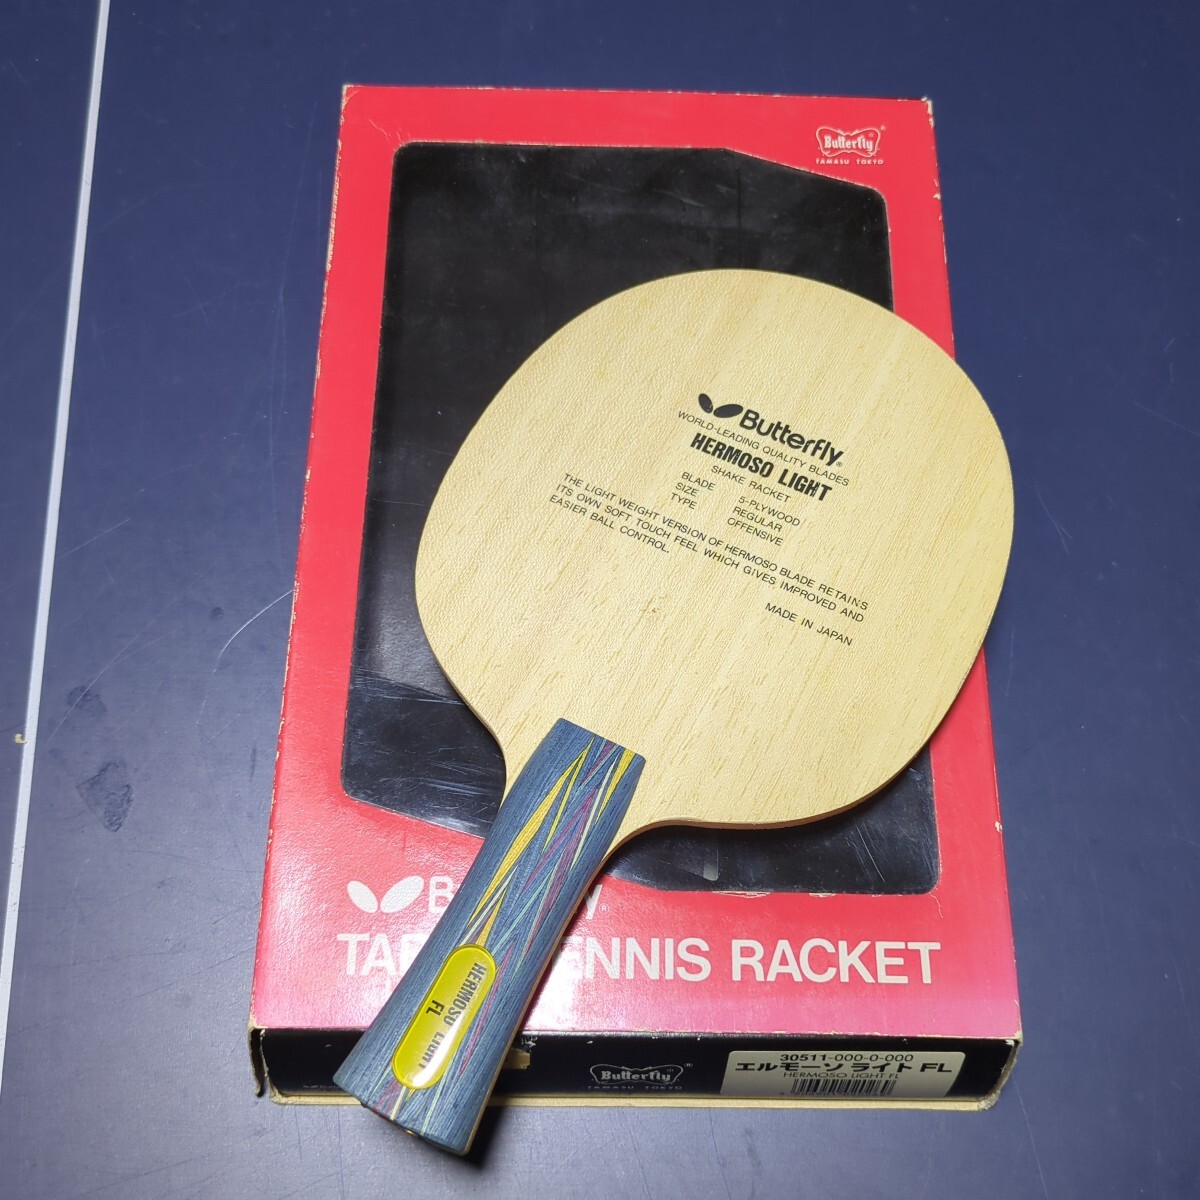 Butterfly
TAMASU TOKYO
Butterfly
WORLD-LEADING QUALITY BLADES
HERMOSO LIGHT
SHAKE RACKET
BLADE 5-PLYWOOD
SIZE REGULAR
TYPE OFFENSIVE
THE LIGHT WEIGHT VERSION OF HERMOSO BLADE RETAINS
ITS OWN SOFT TOUCH FEEL WHICH GIVES IMPROVED AND
EASIER BALL CONTROL.
MADE IN JAPAN
TENNIS RACKET
HERMOSO LIGHT
FL
Butterfly
TAMASU TOKYO
30511-000-0-000
エルモーソ ライト FL
HERMOSO LIGHT FL